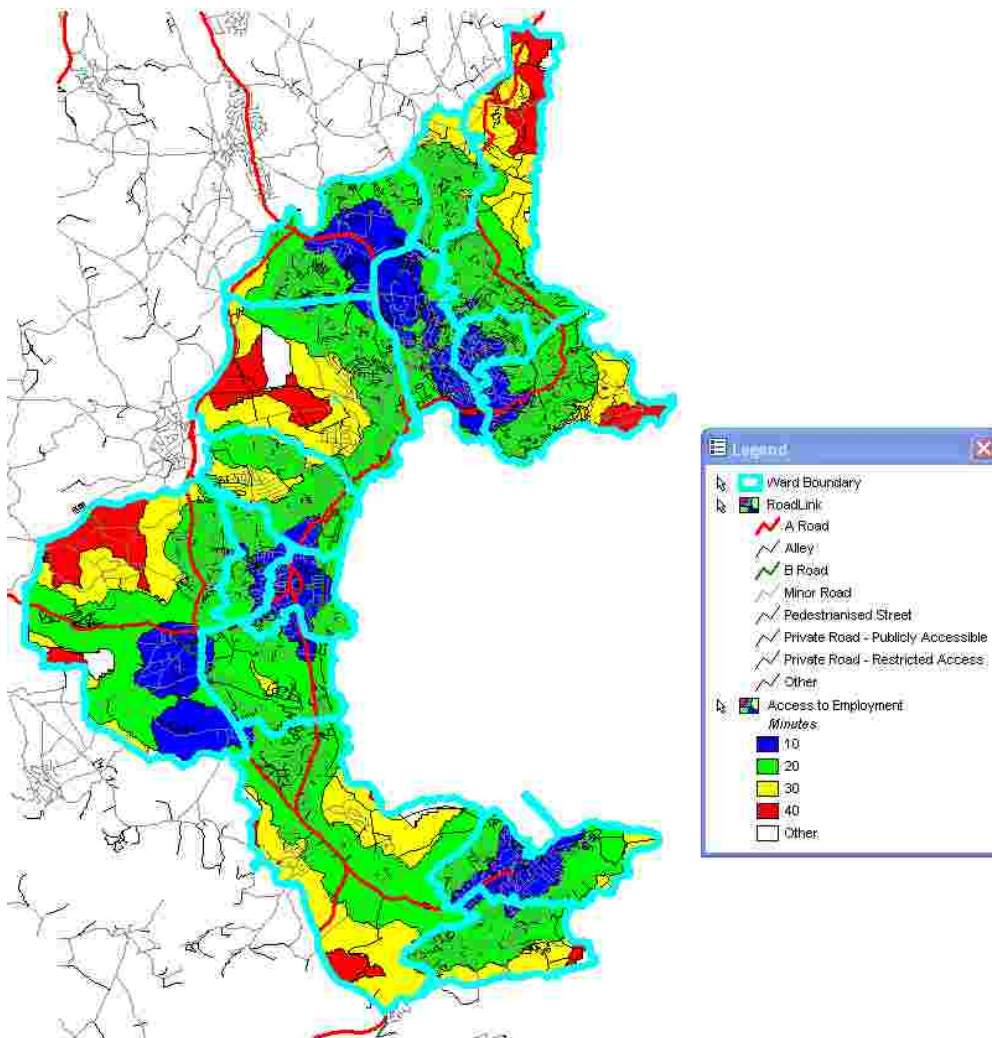 Legend
Ward Boundary
RoadLink
A Road
Alley
B Road
Minor Road
Pedestrianised Street
Private Road - Publicly Accessible
Private Road - Restricted Access
Other
Access to Employment
Minutes
10
20
30
40
Other